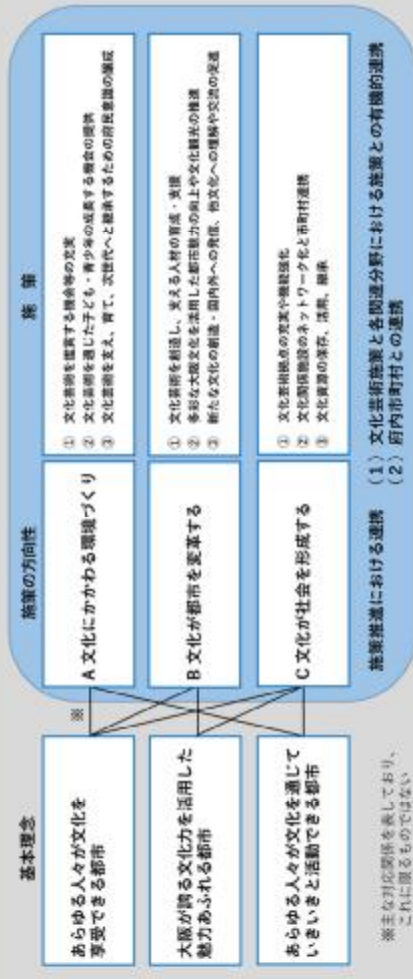 基本理念
施策の方向性
施 策
あらゆる人々が文化を
享受できる都市
大阪が誇る文化力を活用した
魅力あふれる都市
あらゆる人々が文化を通じて
いきいきと活動できる都市
※
A 文化にかかわる環境づくり
B 文化が都市を変革する
C 文化が社会を形成する
① 文化芸術を鑑賞する機会等の充実
② 文化芸術を通じた子ども・青少年の成長する機会の提供
③ 文化芸術を支え、育て、次世代へと継承するための府民意識の醸成
① 文化芸術を創造し、支える人材の育成・支援
② 多彩な大阪文化を活用した都市魅力の向上や文化観光の推進
③ 新たな文化の創造・国内外への発信、他文化への理解や交流の促進
① 文化芸術拠点の充実や機能強化
② 文化関係施設のネットワーク化と市町村連携
③ 文化資源の保存、活用、継承
施策推進における連携
(1) 文化芸術施策と各関連分野における施策との有機的連携
(2) 府内市町村との連携
※主な対応関係を表しており、
これに限るものではない